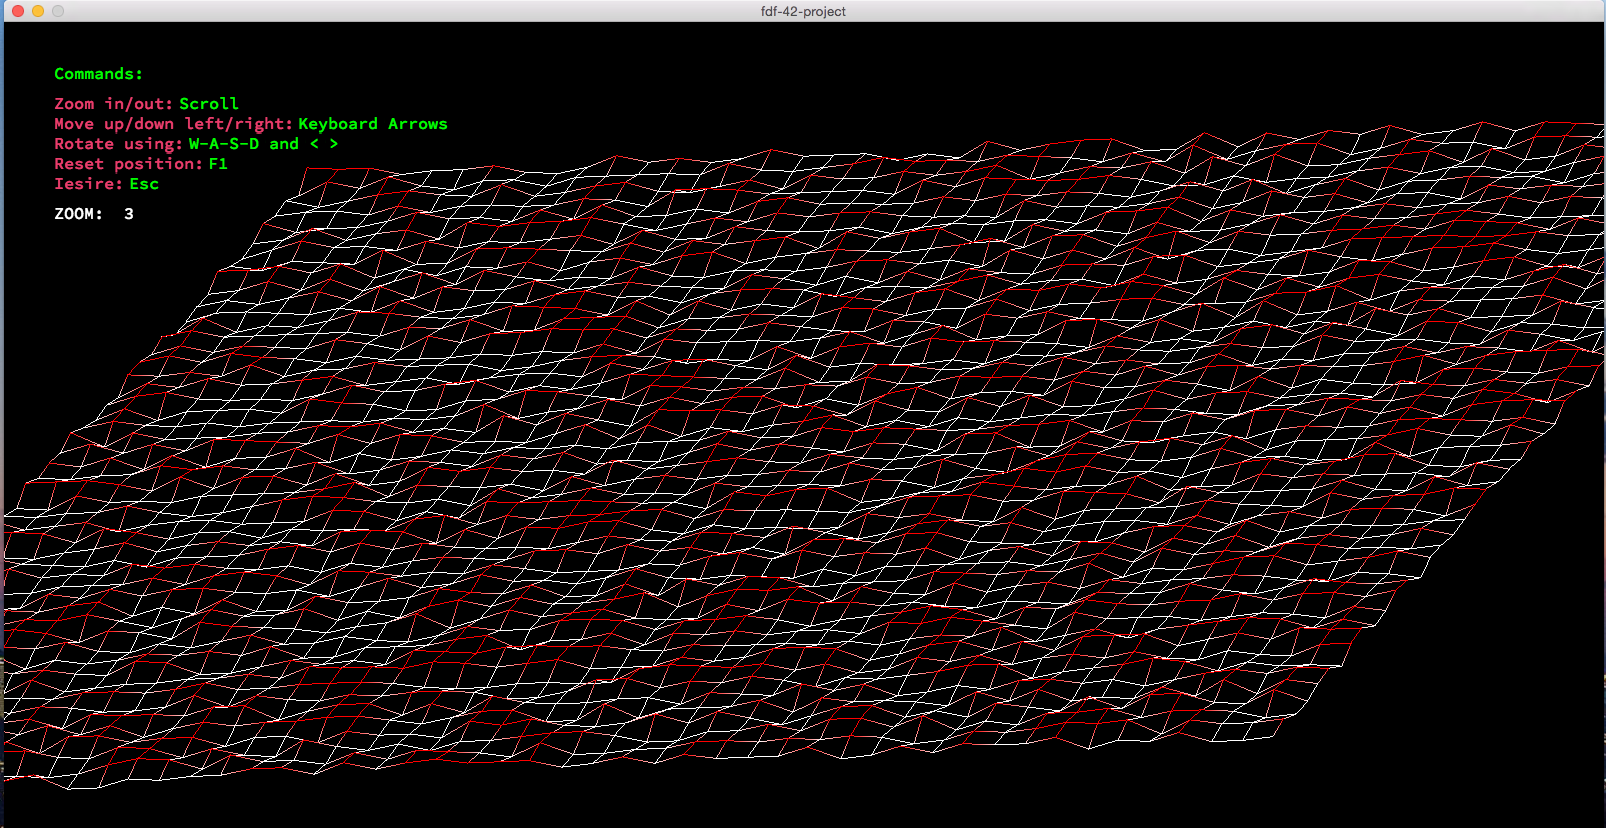 fdf-42-project
Commands:
Zoom in/out: Scroll
Move up/down left/right: Keyboard Arrows
Rotate using: W-A-S-D and < >
Reset position: F1
Iesire: Esc
ZOOM: 3